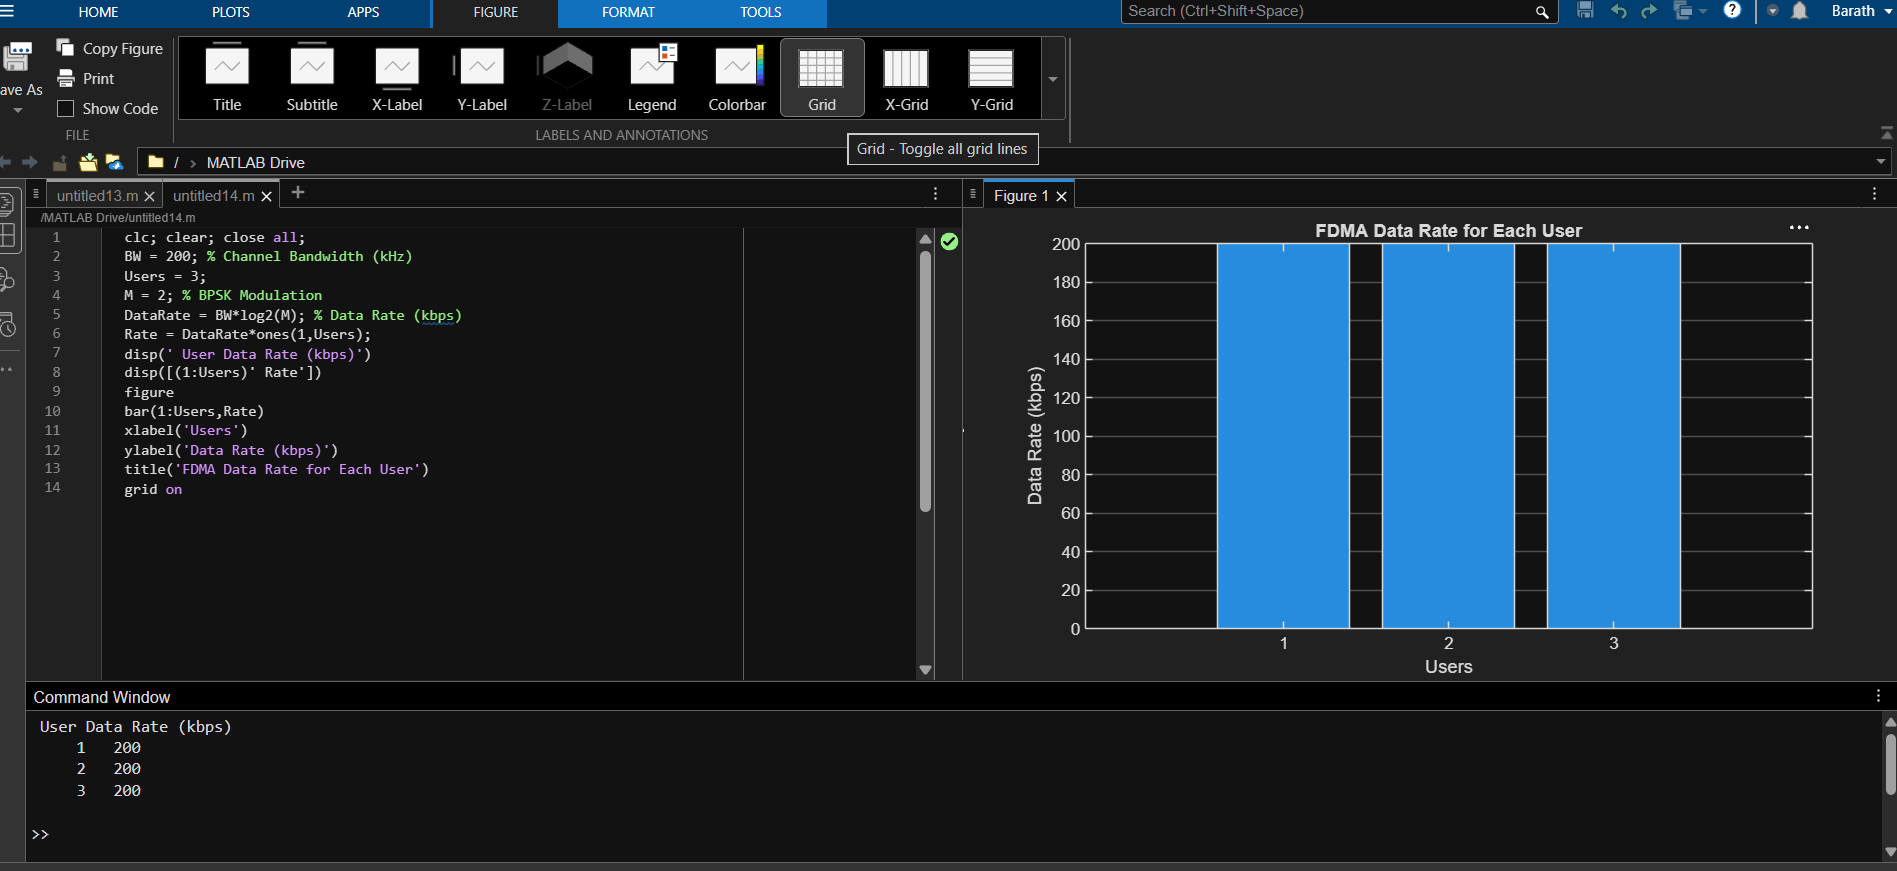 HOME PLOTS APPS FIGURE FORMAT TOOLS Search (Ctrl+Shift+Space) Barath
Copy Figure
Print
ave As
Show Code
FILE
Title Subtitle X-Label Y-Label Z-Label Legend Colorbar Grid X-Grid Y-Grid
LABELS AND ANNOTATIONS
Grid - Toggle all grid lines
/ › MATLAB Drive
untitled13.m untitled14.m
/MATLAB Drive/untitled14.m
1 clc; clear; close all;
2 BW = 200; % Channel Bandwidth (kHz)
3 Users = 3;
4 M = 2; % BPSK Modulation
5 DataRate = BW*log2(M); % Data Rate (kbps)
6 Rate = DataRate*ones(1,Users);
7 disp(' User Data Rate (kbps)')
8 disp([(1:Users)' Rate'])
9 figure
10 bar(1:Users,Rate)
11 xlabel('Users')
12 ylabel('Data Rate (kbps)')
13 title('FDMA Data Rate for Each User')
14 grid on
Figure 1
FDMA Data Rate for Each User
200
180
160
140
120
100
80
60
40
20
0
Data Rate (kbps)
1 2 3
Users
Command Window
User Data Rate (kbps)
1 200
2 200
3 200
>>